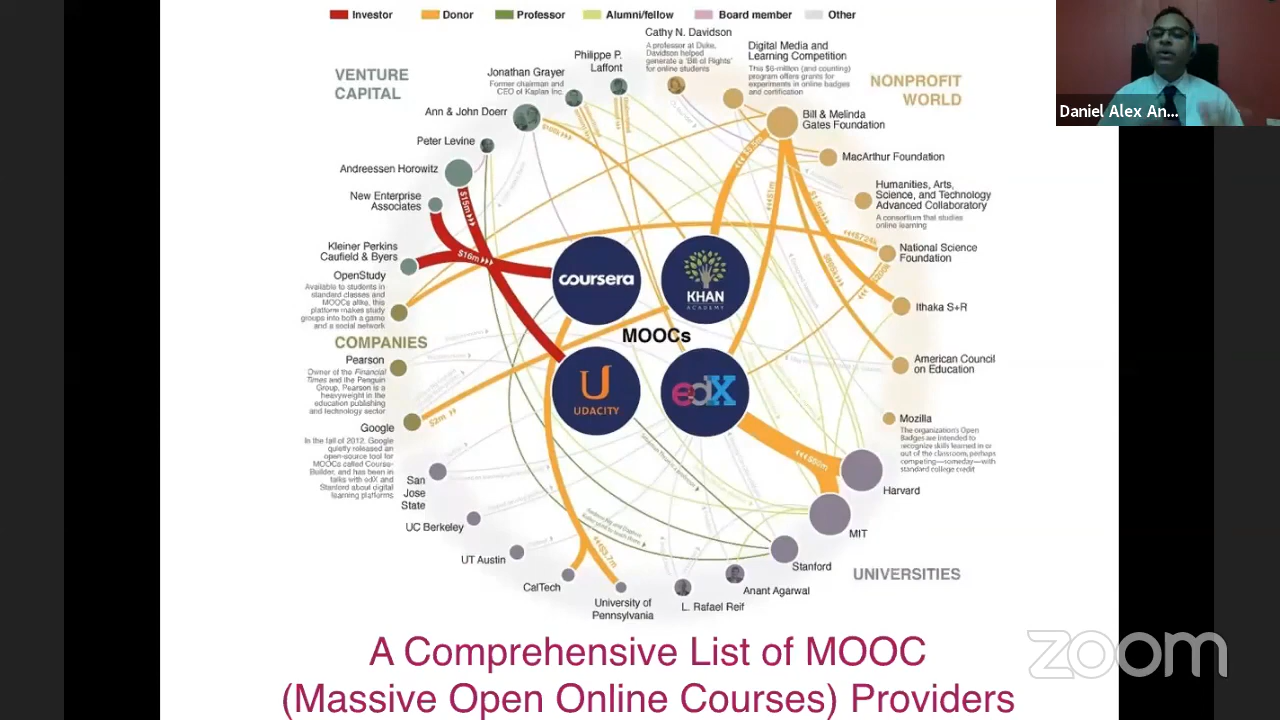 Investor
Donor
Professor
Alumni/fellow
Board member
Other
VENTURE
CAPITAL
NONPROFIT
WORLD
COMPANIES
UNIVERSITIES
Cathy N. Davidson
A professor at Duke,
Davidson helped
generate a 'Bill of Rights'
for online students
Digital Media and
Learning Competition
This $6-million (and counting)
program offers grants for
experiments in online badges
and certification
Philippe P.
Laffont
Jonathan Grayer
Former chairman and
CEO of Kaplan Inc.
Ann & John Doerr
Peter Levine
Andreessen Horowitz
New Enterprise
Associates
Kleiner Perkins
Caufield & Byers
OpenStudy
Available to students in
standard classes and
MOOCs alike, this
platform makes study
groups into both a game
and a social network
Pearson
Owner of the Financial
Times and the Penguin
Group, Pearson is a
heavyweight in the
education publishing
and technology sector
Google
In the fall of 2012, Google
quietly released an
open-source tool for
MOOCs called Course-
Builder, and has been in
talks with edX and
Stanford about digital
learning platforms
San
Jose
State
UC Berkeley
UT Austin
CalTech
University of
Pennsylvania
L. Rafael Reif
Anant Agarwal
Stanford
MIT
Harvard
Mozilla
The organization's Open
Badges are intended to
recognize skills learned in or
out of the classroom, perhaps
competing—someday—with
standard college credit
American Council
on Education
Ithaka S+R
National Science
Foundation
Humanities, Arts,
Science, and Technology
Advanced Collaboratory
A consortium that studies
online learning
MacArthur Foundation
Bill & Melinda
Gates Foundation
$15m
$16m
$2m
$1m
$60m
coursera
KHAN
ACADEMY
MOOCs
UDACITY
edX
A Comprehensive List of MOOC
(Massive Open Online Courses) Providers
Daniel Alex An...
zoom